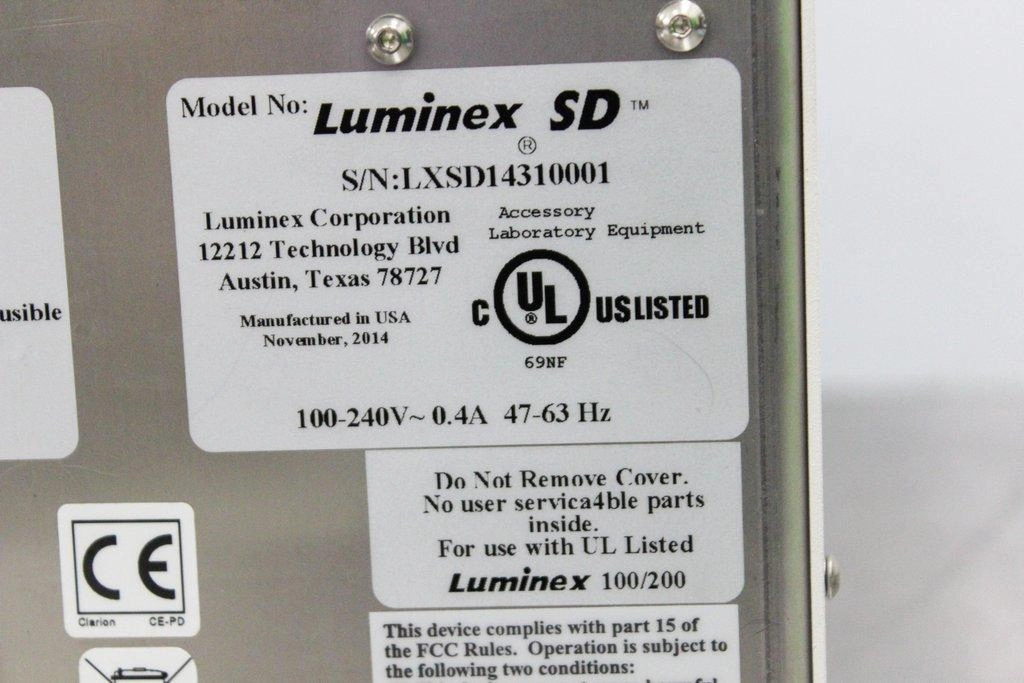 Model No: Luminex SD™
®
S/N:LXSD14310001
Luminex Corporation
12212 Technology Blvd
Austin, Texas 78727
Manufactured in USA
November, 2014
Accessory
Laboratory Equipment
C UL® US LISTED
69NF
100-240V~ 0.4A 47-63 Hz
usible
Do Not Remove Cover.
No user servica4ble parts
inside.
For use with UL Listed
Luminex 100/200
CE
Clarion CE-PD
This device complies with part 15 of
the FCC Rules. Operation is subject to
the following two conditions: